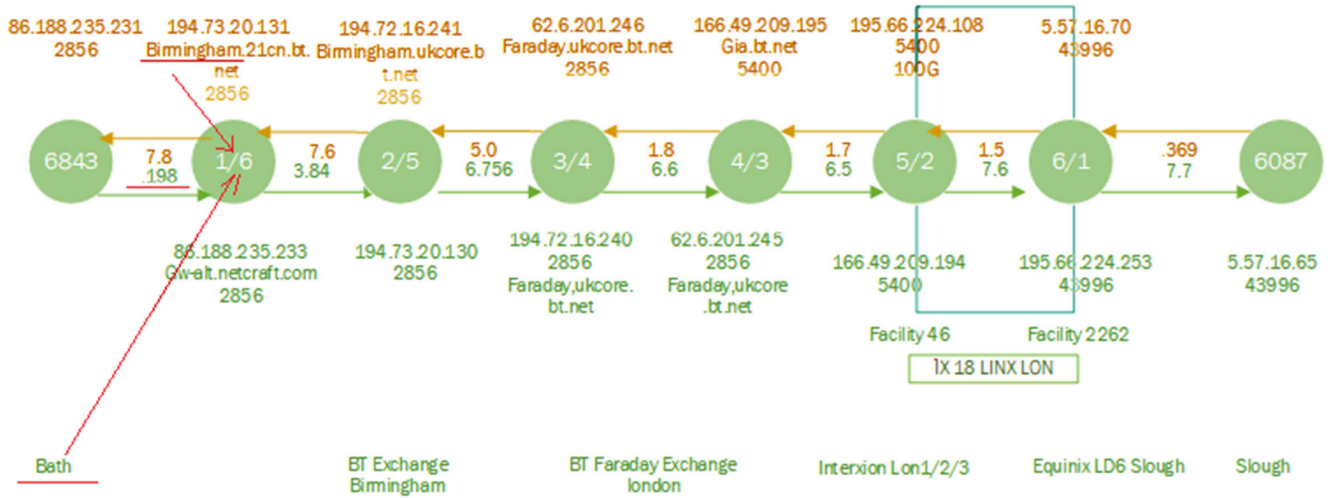 86.188.235.231
2856
194.73.20.131
Birmingham.21cn.bt.
net
2856
194.72.16.241
Birmingham.ukcore.b
t.net
2856
62.6.201.246
Faraday.ukcore.bt.net
2856
166.49.209.195
Gia.bt.net
5400
195.66.224.108
5400
100G
5.57.16.70
43996
6843
7.8
.198
1/6
7.6
3.84
2/5
5.0
6.756
3/4
1.8
6.6
4/3
1.7
6.5
5/2
1.5
7.6
6/1
.369
7.7
6087
86.188.235.233
Gw-alt.netcraft.com
2856
194.73.20.130
2856
194.72.16.240
2856
Faraday,ukcore.
bt.net
62.6.201.245
2856
Faraday,ukcore
.bt.net
166.49.209.194
5400
195.66.224.253
43996
5.57.16.65
43996
Facility 46
Facility 2262
IX 18 LINX LON
Bath
BT Exchange
Birmingham
BT Faraday Exchange
london
Interxion Lon1/2/3
Equinix LD6 Slough
Slough